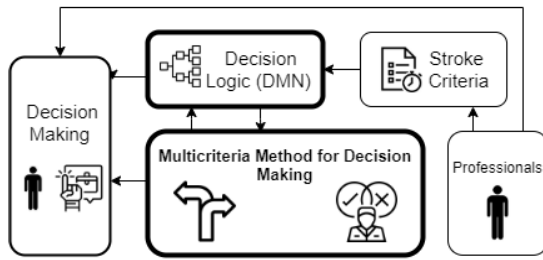 Decision
Logic (DMN)
Stroke
Criteria
Decision
Making
Multicriteria Method for Decision
Making
Professionals